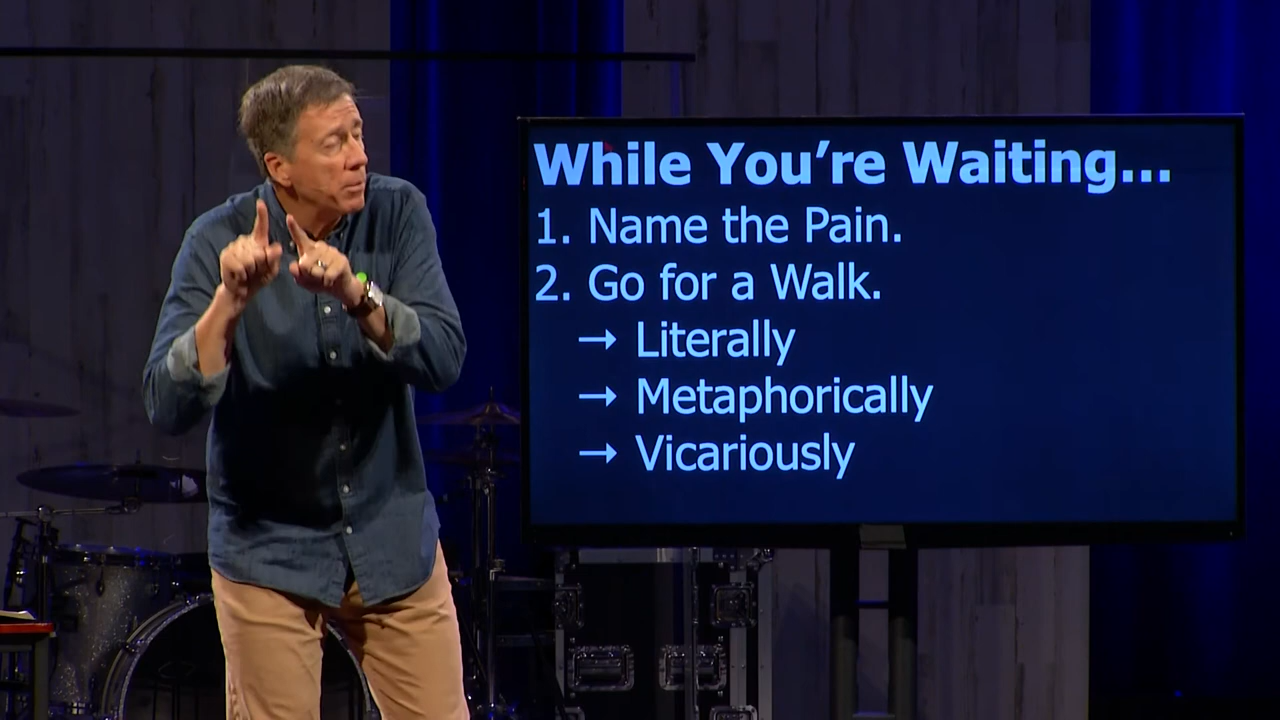 While You're Waiting...
1. Name the Pain.
2. Go for a Walk.
→ Literally
→ Metaphorically
→ Vicariously